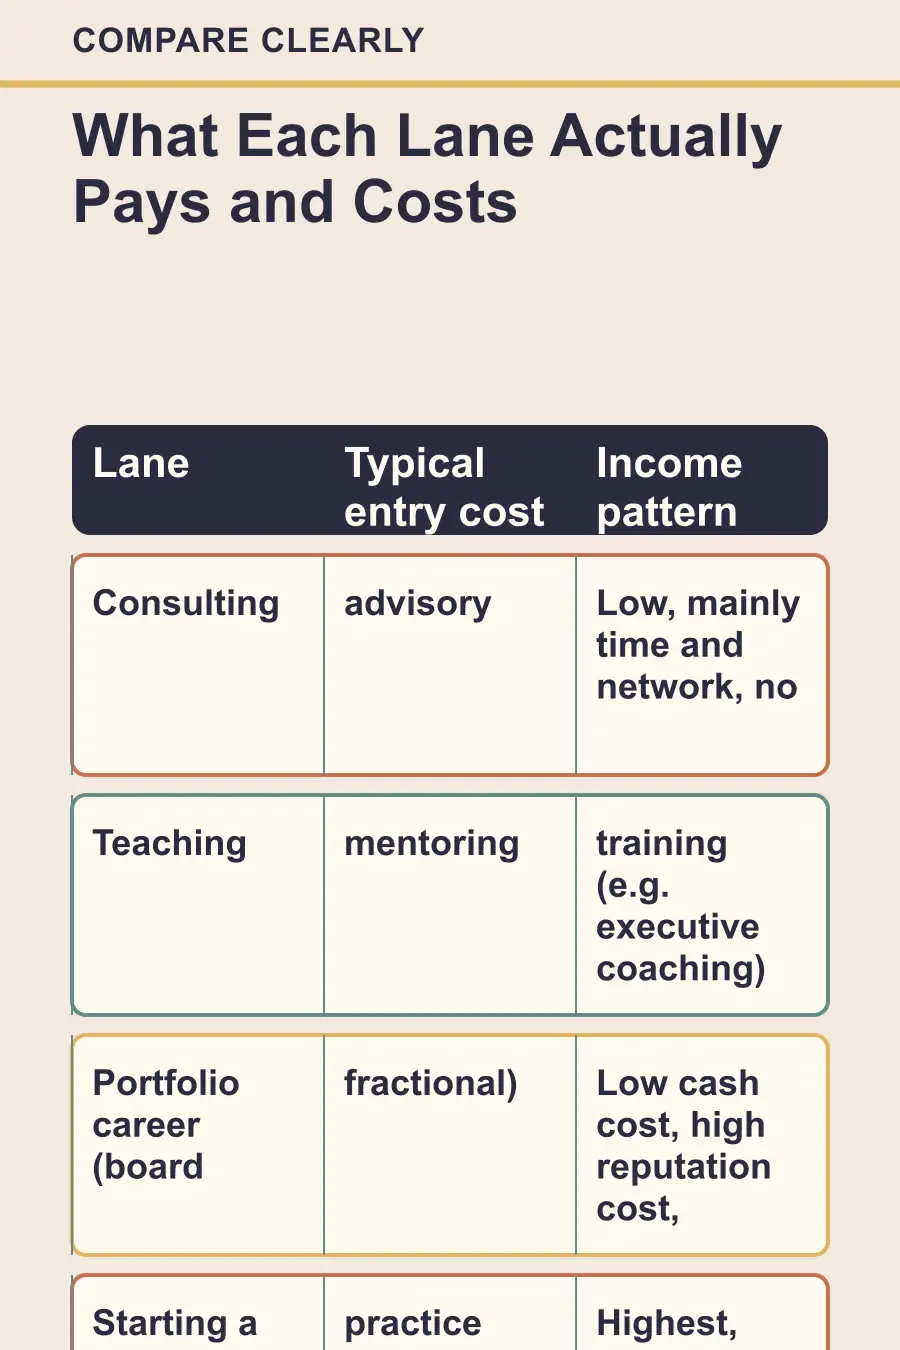 COMPARE CLEARLY
What Each Lane Actually
Pays and Costs
Lane
Typical
entry cost
Income
pattern
Consulting
advisory
Low, mainly
time and
network, no
Teaching
mentoring
training
(e.g.
executive
coaching)
Portfolio
career
(board
fractional)
Low cash
cost, high
reputation
cost,
Starting a
practice
Highest,